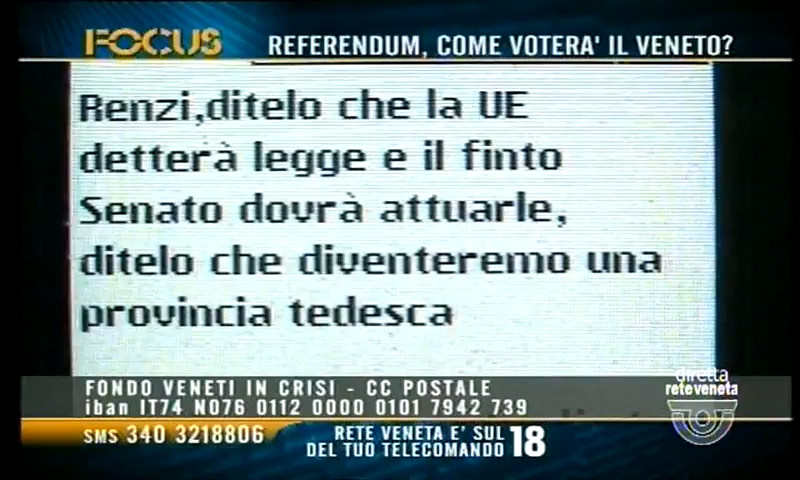 FOCUS
REFERENDUM, COME VOTERA' IL VENETO?
Renzi,ditelo che la UE
detterà legge e il finto
Senato dovrà attuarle,
ditelo che diventeremo una
provincia tedesca
FONDO VENETI IN CRISI - CC POSTALE
iban IT74 N076 0112 0000 0101 7942 739
diretta
reteveneta
SMS 340 3218806
RETE VENETA E' SUL
DEL TUO TELECOMANDO 18